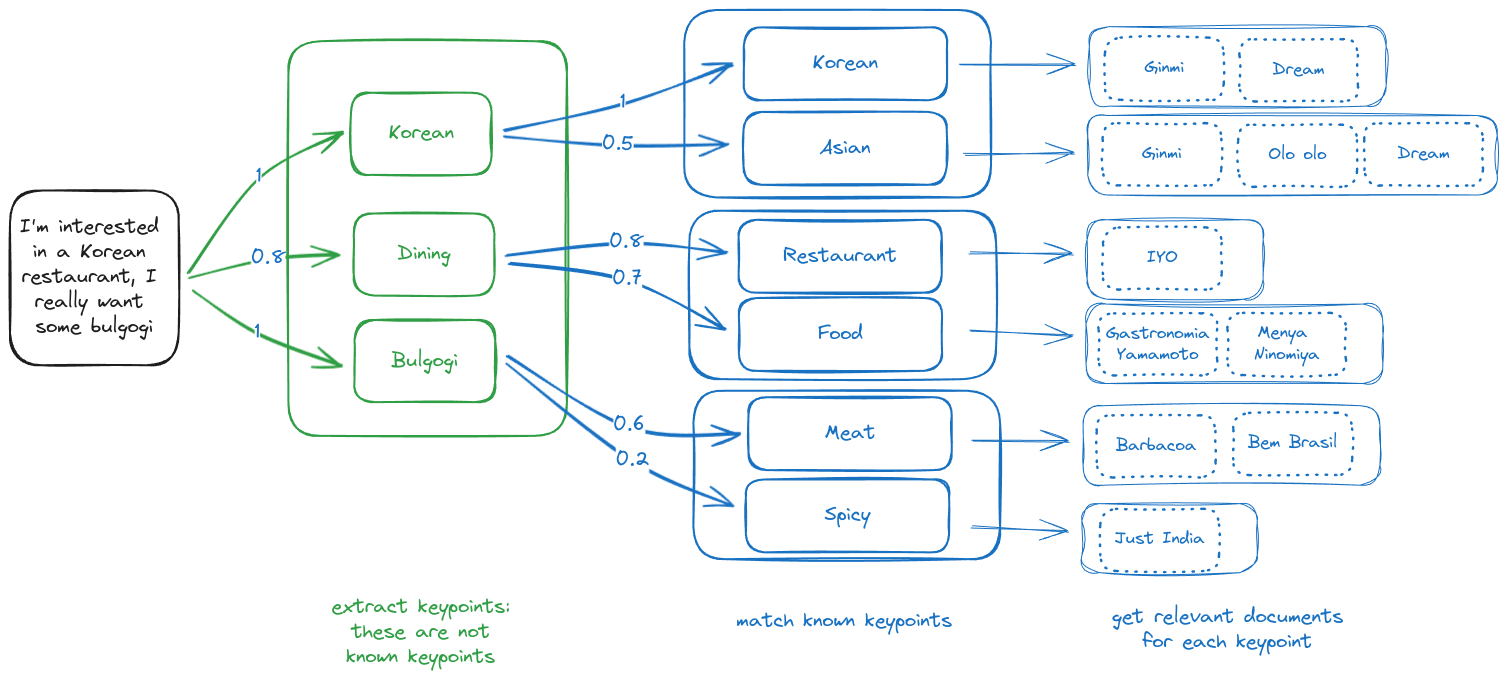 I'm interested
in a Korean
restaurant, I
really want
some bulgogi
1
0.8
1
Korean
Dining
Bulgogi
extract keypoints:
these are not
known keypoints
1
0.5
0.8
0.7
0.6
0.2
Korean
Asian
Restaurant
Food
Meat
Spicy
match known keypoints
Ginmi
Dream
Ginmi
Olo olo
Dream
IYO
Gastronomia
Yamamoto
Menya
Ninomiya
Barbacoa
Bem Brasil
Just India
get relevant documents
for each keypoint